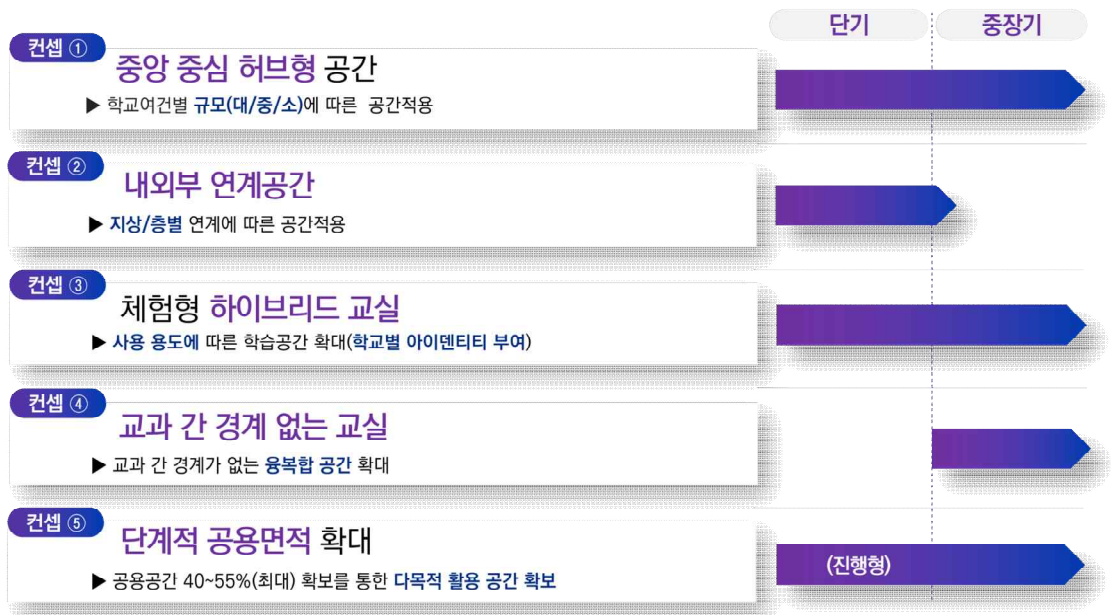 단기 중장기
컨셉 ①
중앙 중심 허브형 공간
▶ 학교여건별 규모(대/중/소)에 따른 공간적용
컨셉 ②
내외부 연계공간
▶ 지상/층별 연계에 따른 공간적용
컨셉 ③
체험형 하이브리드 교실
▶ 사용 용도에 따른 학습공간 확대(학교별 아이덴티티 부여)
컨셉 ④
교과 간 경계 없는 교실
▶ 교과 간 경계가 없는 융복합 공간 확대
컨셉 ⑤
단계적 공용면적 확대
▶ 공용공간 40~55%(최대) 확보를 통한 다목적 활용 공간 확보
(진행형)